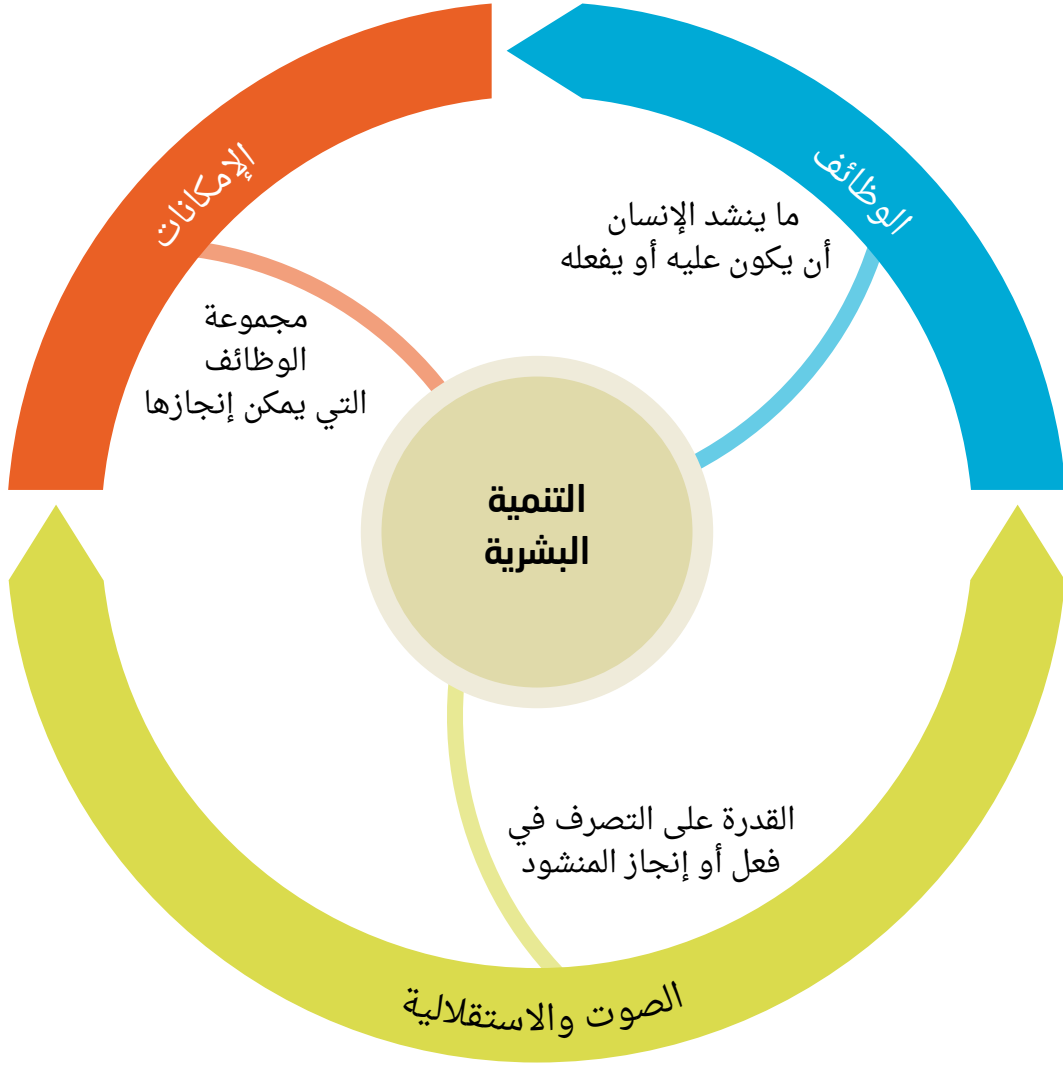 الوظائف
ما ينشد الإنسان
أن يكون عليه أو يفعله
الإمكانات
مجموعة
الوظائف
التي يمكن إنجازها
التنمية
البشرية
القدرة على التصرف في
فعل أو إنجاز المنشود
الصوت والاستقلالية